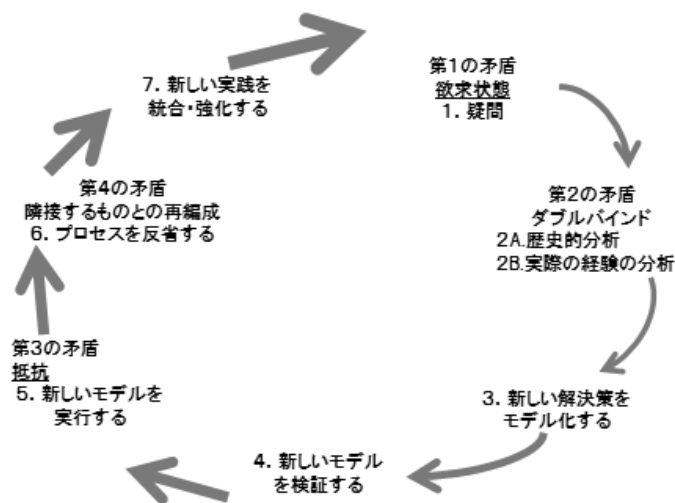 第1の矛盾
欲求状態
1. 疑問
第2の矛盾
ダブルバインド
2A.歴史的分析
2B.実際の経験の分析
3. 新しい解決策を
モデル化する
4. 新しいモデル
を検証する
第3の矛盾
抵抗
5. 新しいモデルを
実行する
第4の矛盾
隣接するものとの再編成
6. プロセスを反省する
7. 新しい実践を
統合・強化する